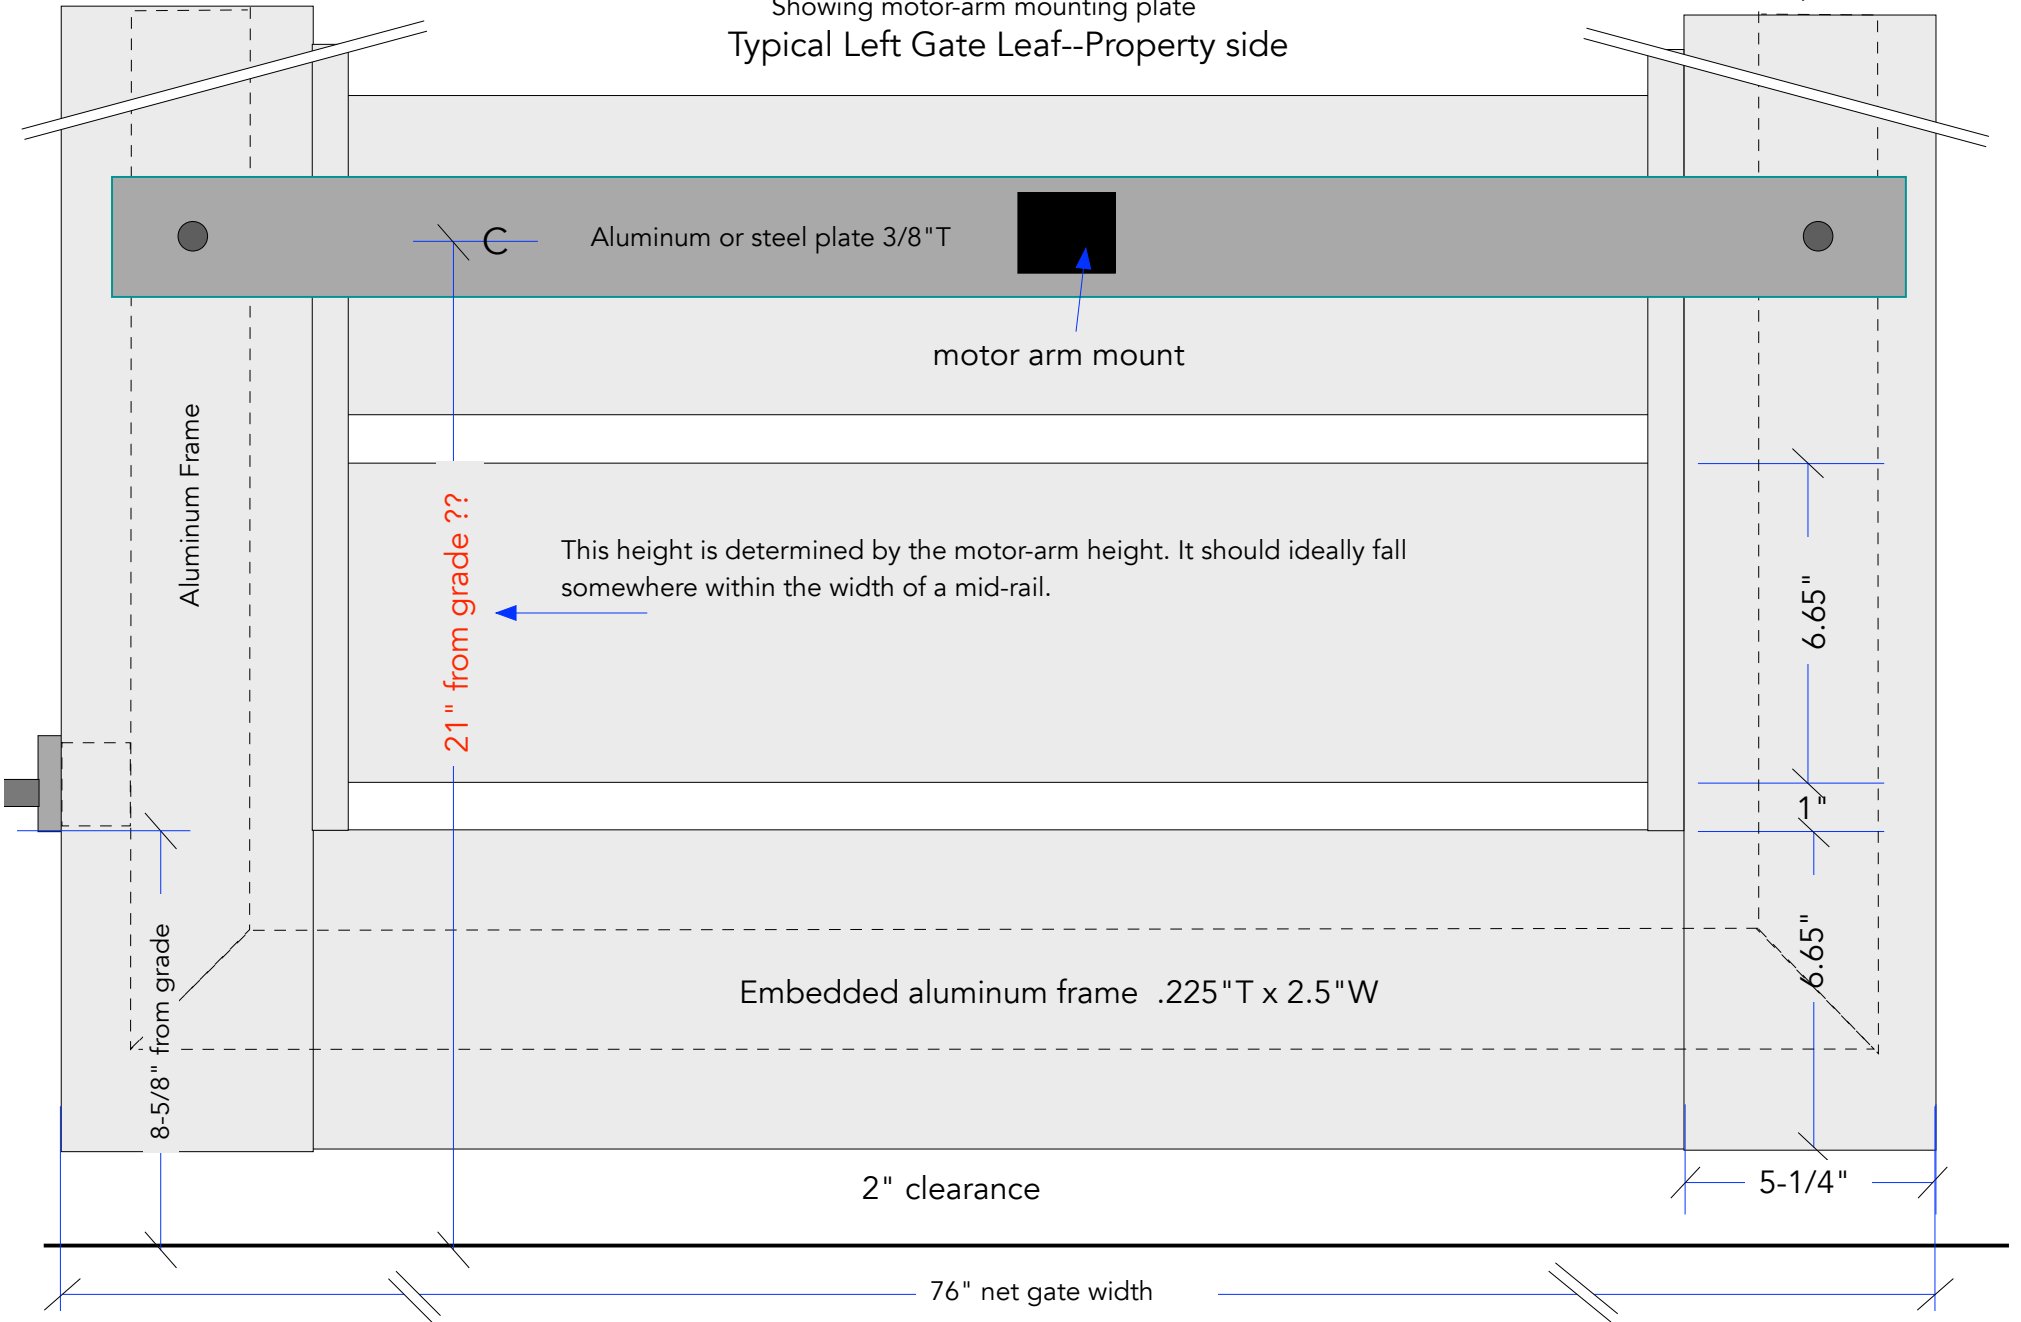 Showing motor-arm mounting plate
Typical Left Gate Leaf--Property side
C
Aluminum or steel plate 3/8"T
motor arm mount
Aluminum Frame
21" from grade ??
This height is determined by the motor-arm height. It should ideally fall
somewhere within the width of a mid-rail.
6.65"
1"
6.65"
8-5/8" from grade
Embedded aluminum frame .225"T x 2.5"W
2" clearance
5-1/4"
76" net gate width